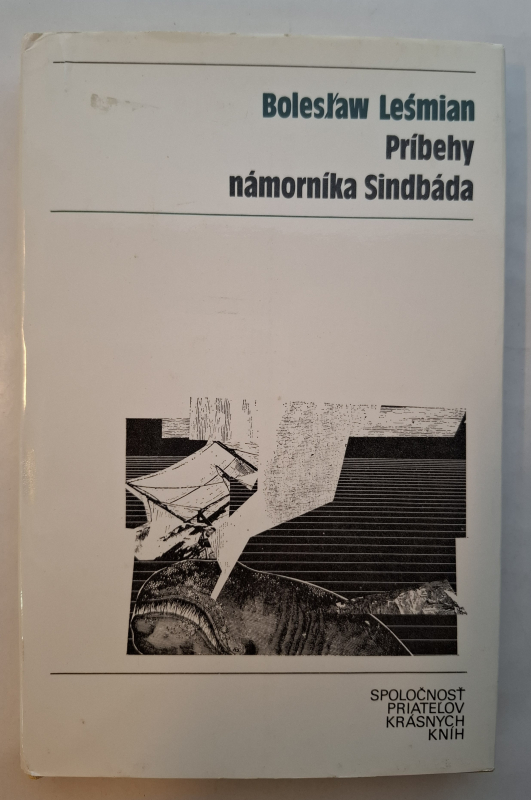 Bolesław Leśmian
Príbehy
námorníka Sindbáda
SPOLOČNOSŤ
PRIATEĽOV
KRÁSNYCH
KNÍH